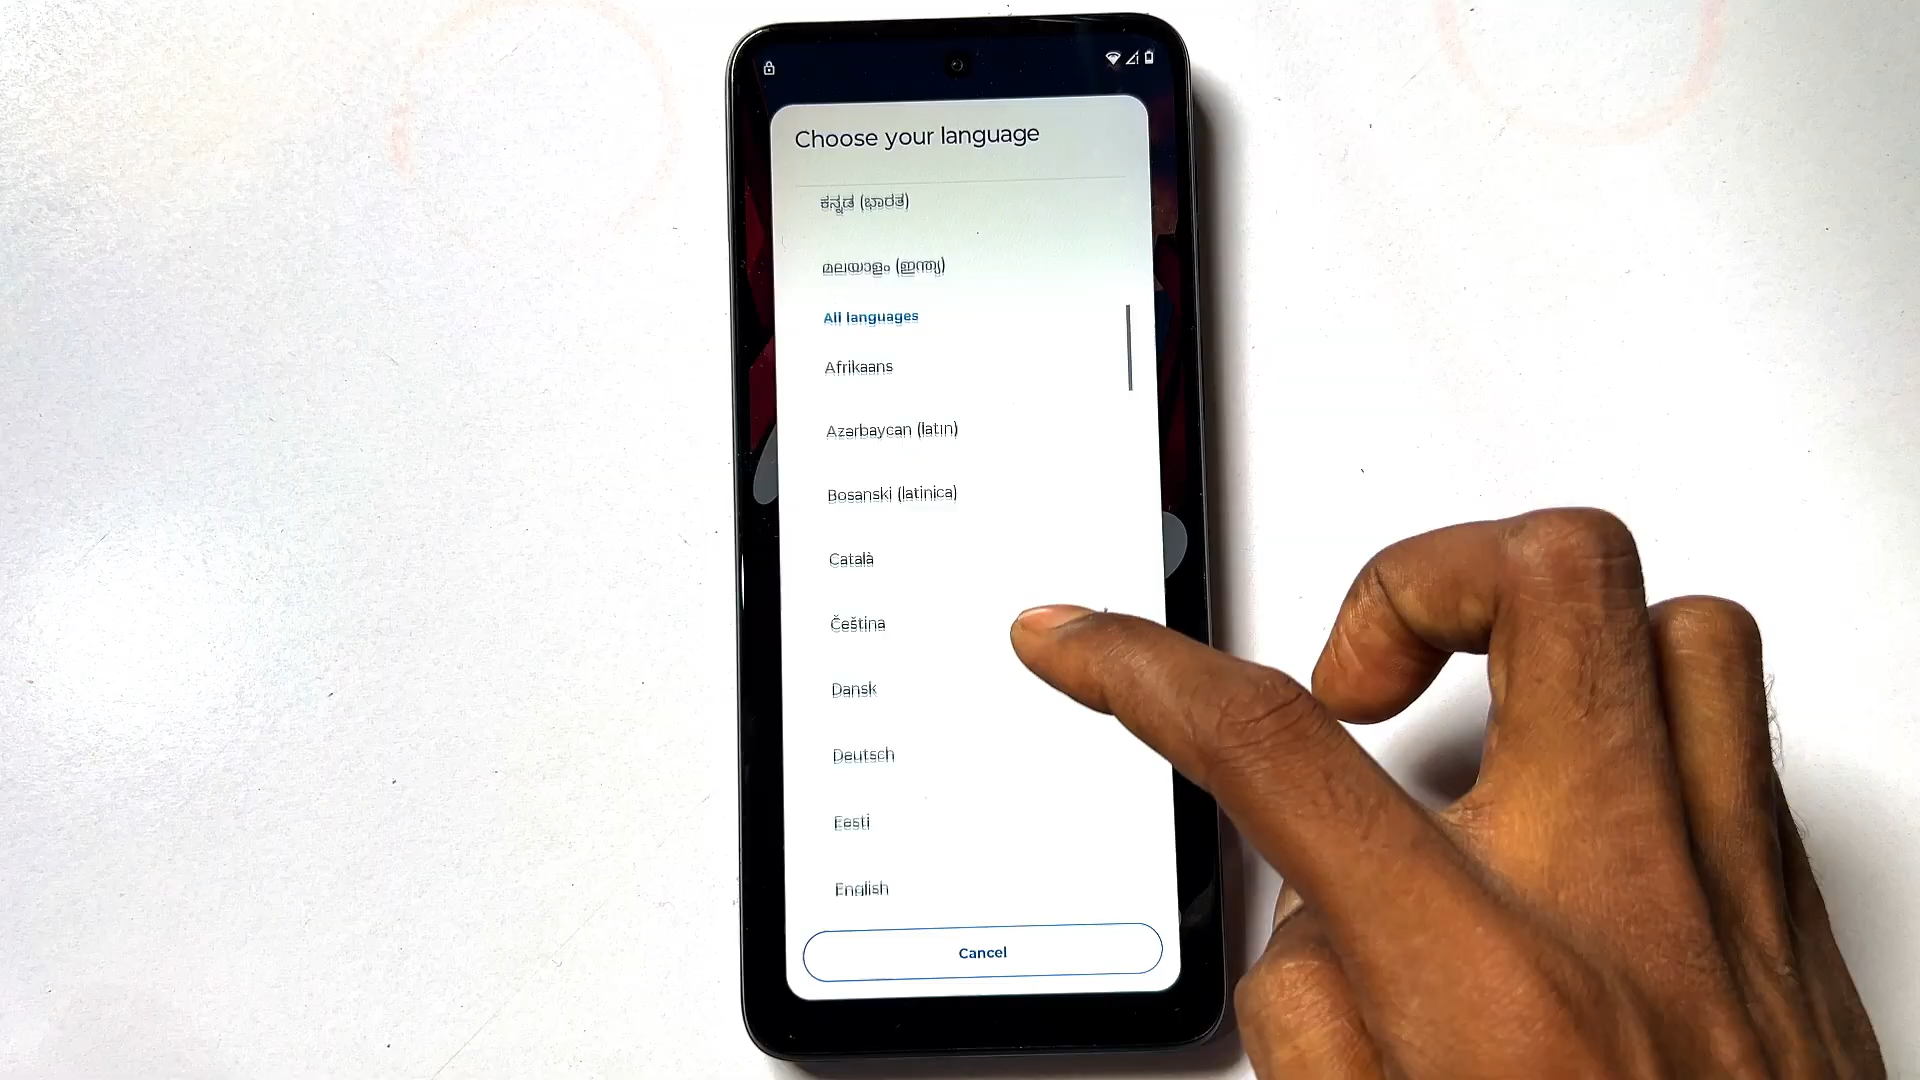 Choose your language
ಕನ್ನಡ (ಭಾರತ)
മലയാളം (ഇന്ത്യ)
All languages
Afrikaans
Azərbaycan (latın)
Bosanski (latinica)
Català
Čeština
Dansk
Deutsch
Eesti
English
Cancel